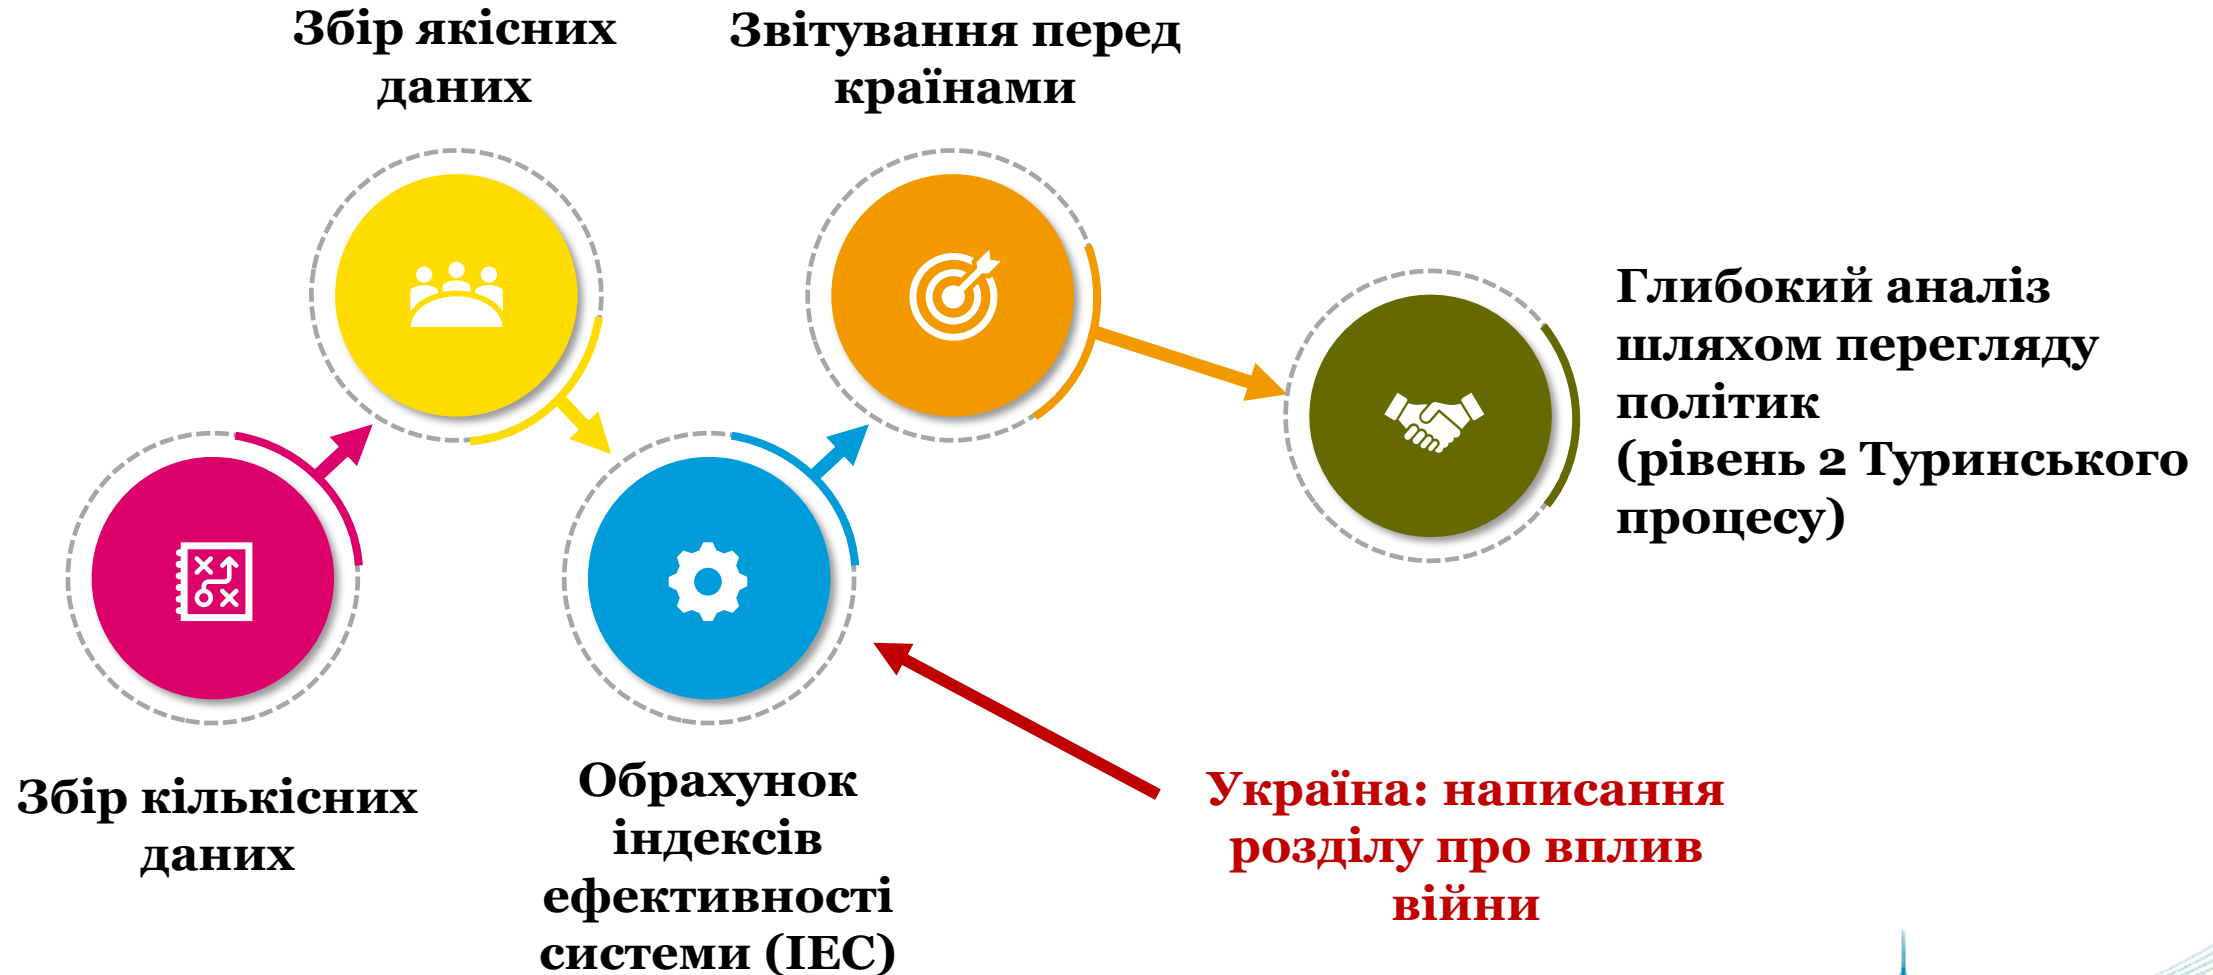 Збір якісних
даних
Звітування перед
країнами
Глибокий аналіз
шляхом перегляду
політик
(рівень 2 Туринського
процесу)
Збір кількісних
даних
Обрахунок
індексів
ефективності
системи (ІЕС)
Україна: написання
розділу про вплив
війни